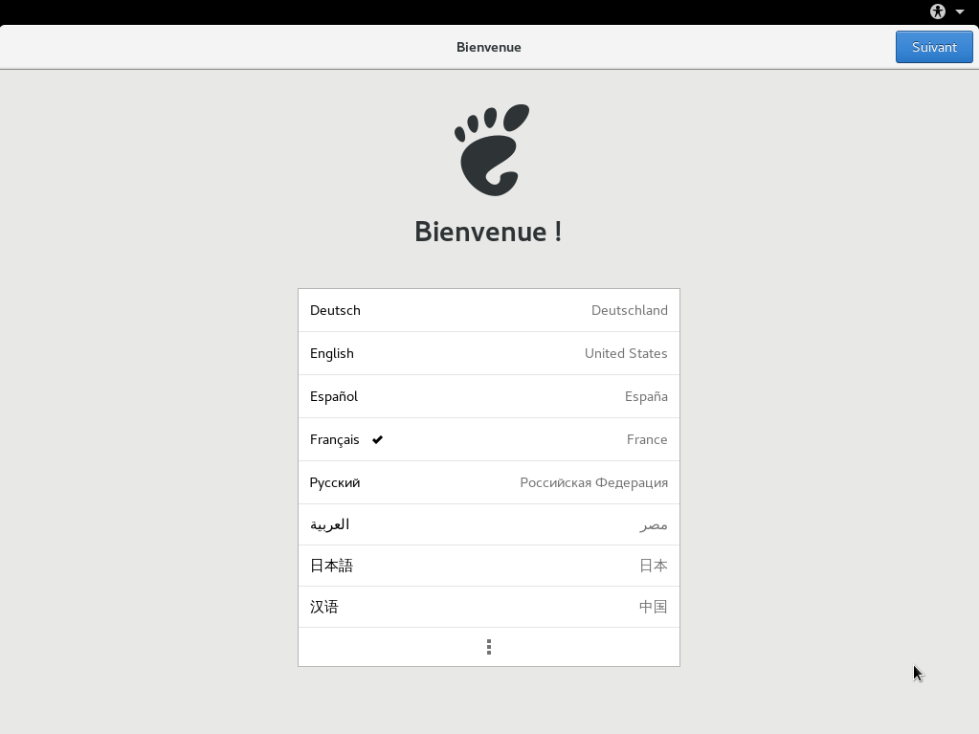 Bienvenue
Suivant
Bienvenue !
Deutsch Deutschland
English United States
Español España
Français France
Русский Российская Федерация
العربية مصر
日本語 日本
汉语 中国